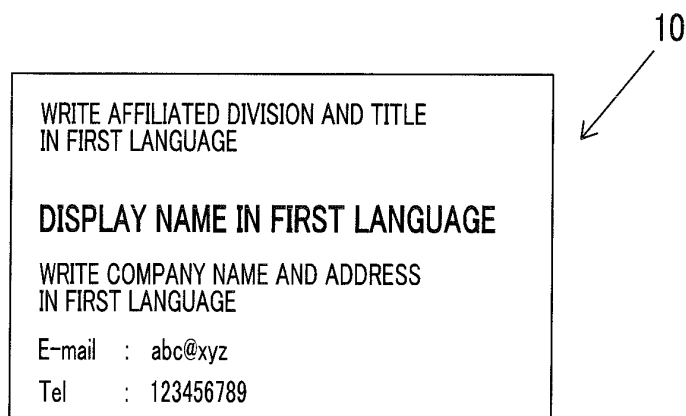 10
WRITE AFFILIATED DIVISION AND TITLE
IN FIRST LANGUAGE
DISPLAY NAME IN FIRST LANGUAGE
WRITE COMPANY NAME AND ADDRESS
IN FIRST LANGUAGE
E-mail : abc@xyz
Tel : 123456789